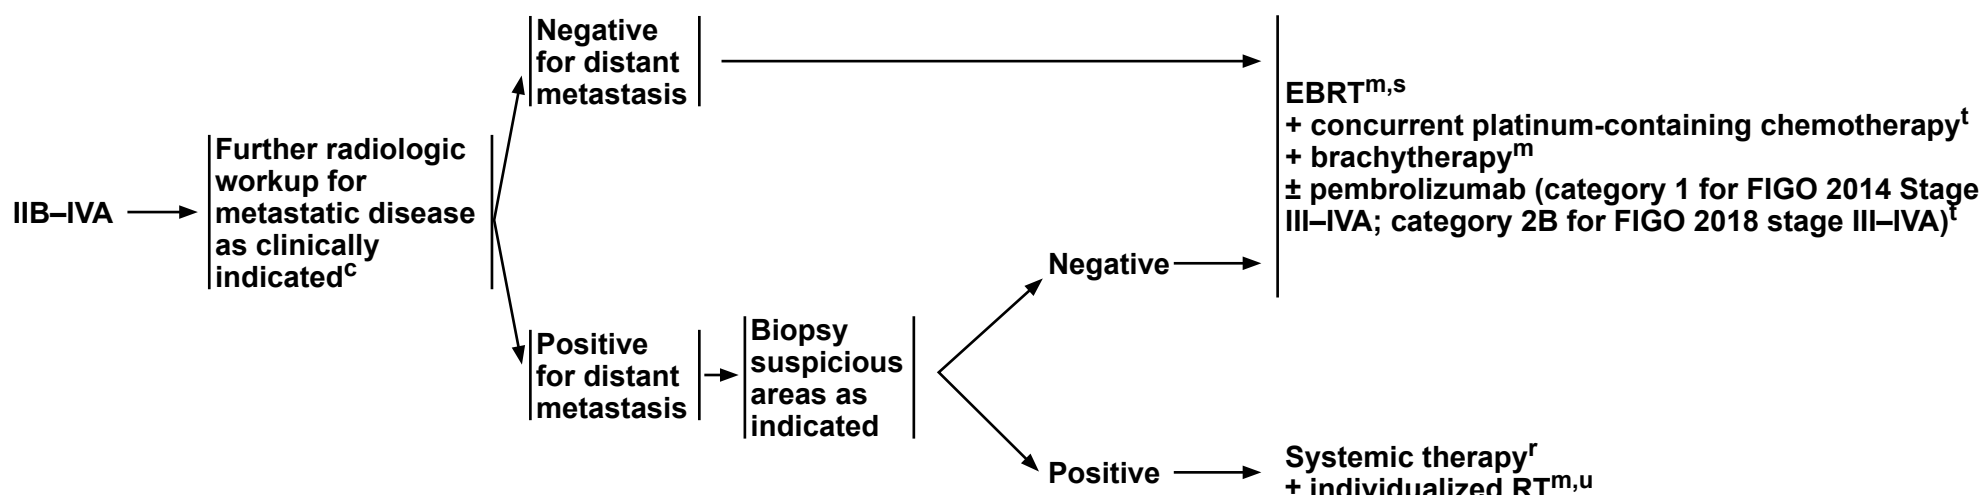 IIB–IVA
Further radiologic
workup for
metastatic disease
as clinically
indicatedᶜ
Negative
for distant
metastasis
Positive
for distant
metastasis
Biopsy
suspicious
areas as
indicated
Negative
Positive
EBRTᵐ,ˢ
+ concurrent platinum-containing chemotherapyᵗ
+ brachytherapyᵐ
± pembrolizumab (category 1 for FIGO 2014 Stage
III–IVA; category 2B for FIGO 2018 stage III–IVA)ᵗ
Systemic therapyʳ
± individualized RTᵐ,ᵘ